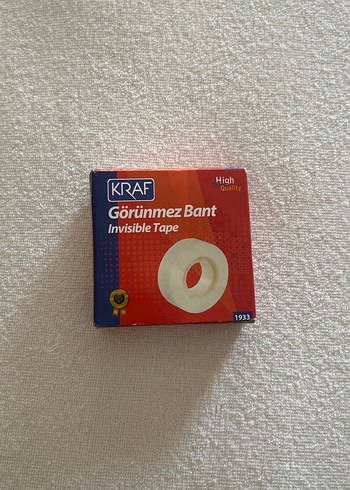 KRAF
High
Quality
Görünmez Bant
Invisible Tape
1933